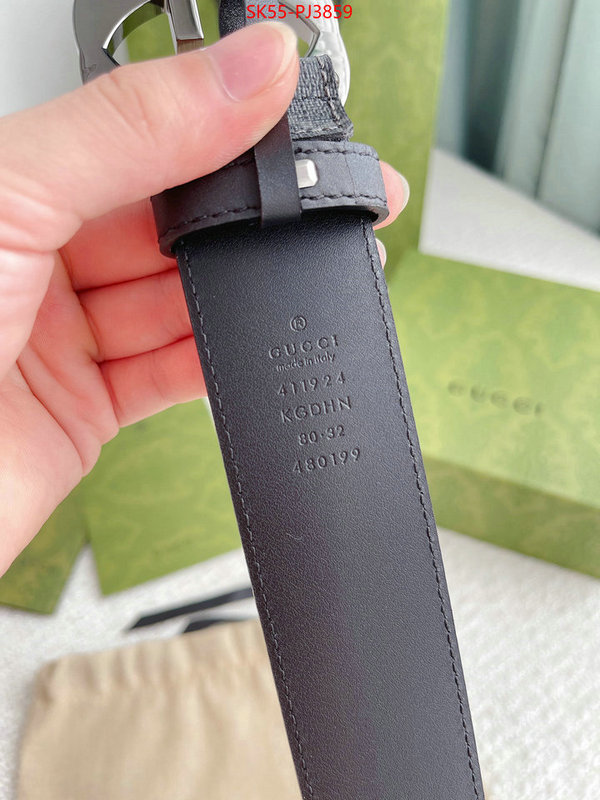 SK55-PJ3859
®
GUCCI
made in italy
411924
KGDHN
80·32
480199
GUCCI